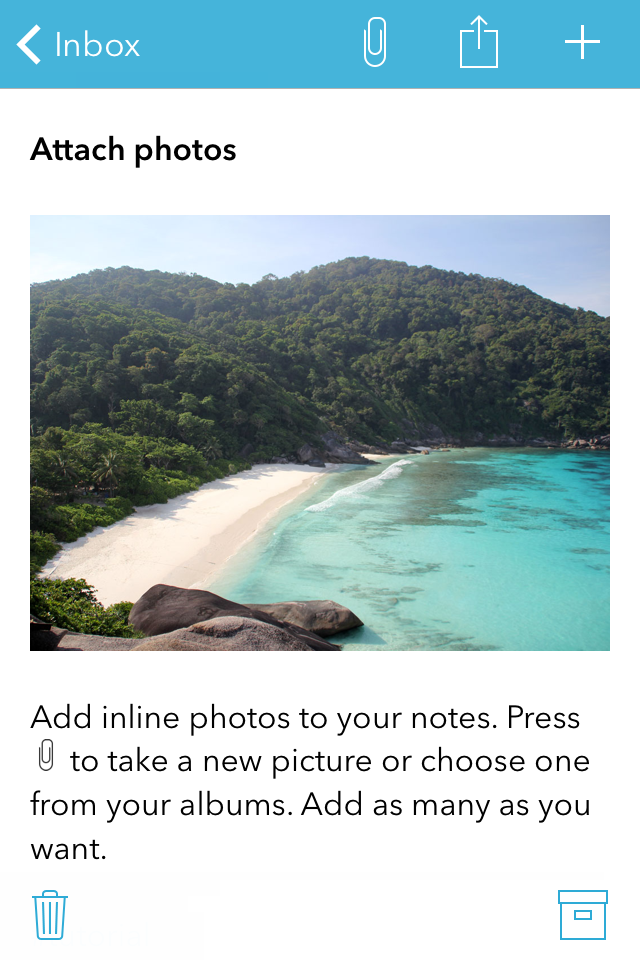 Inbox
Attach photos
Add inline photos to your notes. Press
to take a new picture or choose one
from your albums. Add as many as you
want.